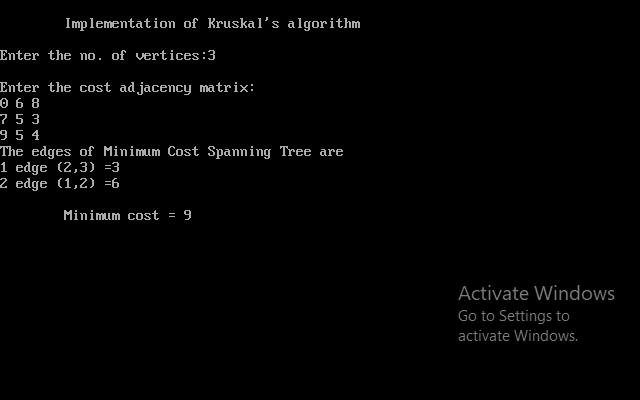 Implementation of Kruskal's algorithm
Enter the no. of vertices:3
Enter the cost adjacency matrix:
0 6 8
7 5 3
9 5 4
The edges of Minimum Cost Spanning Tree are
1 edge (2,3) =3
2 edge (1,2) =6
Minimum cost = 9
Activate Windows
Go to Settings to
activate Windows.